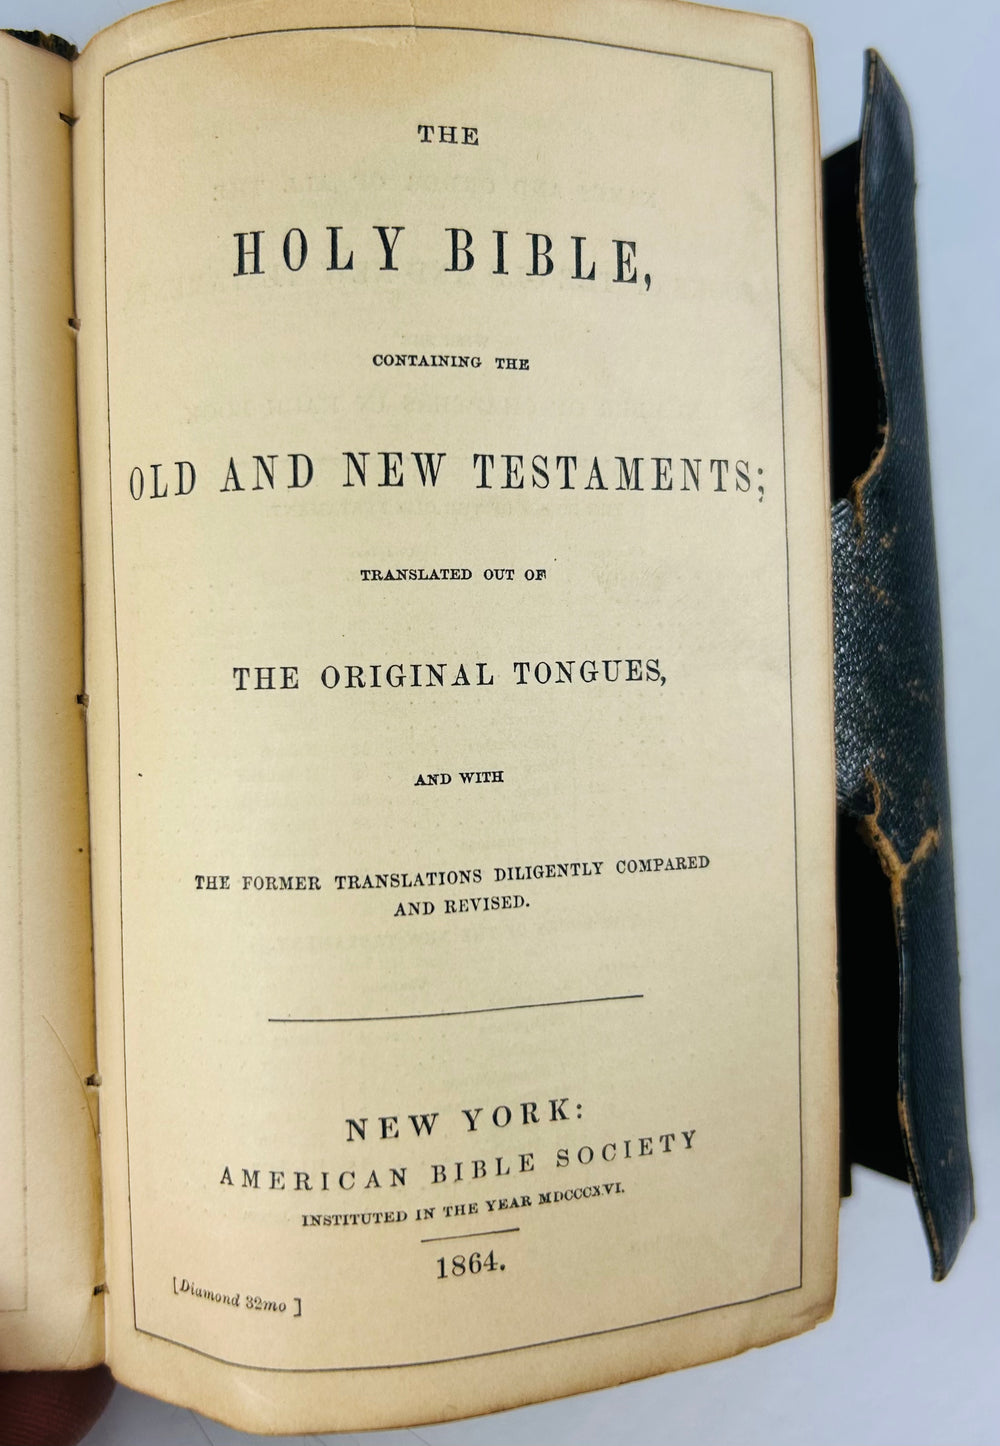 THE
HOLY BIBLE,
CONTAINING THE
OLD AND NEW TESTAMENTS;
TRANSLATED OUT OF
THE ORIGINAL TONGUES,
AND WITH
THE FORMER TRANSLATIONS DILIGENTLY COMPARED
AND REVISED.
NEW YORK:
AMERICAN BIBLE SOCIETY
INSTITUTED IN THE YEAR MDCCCXVI.
1864.
[Diamond 32mo ]